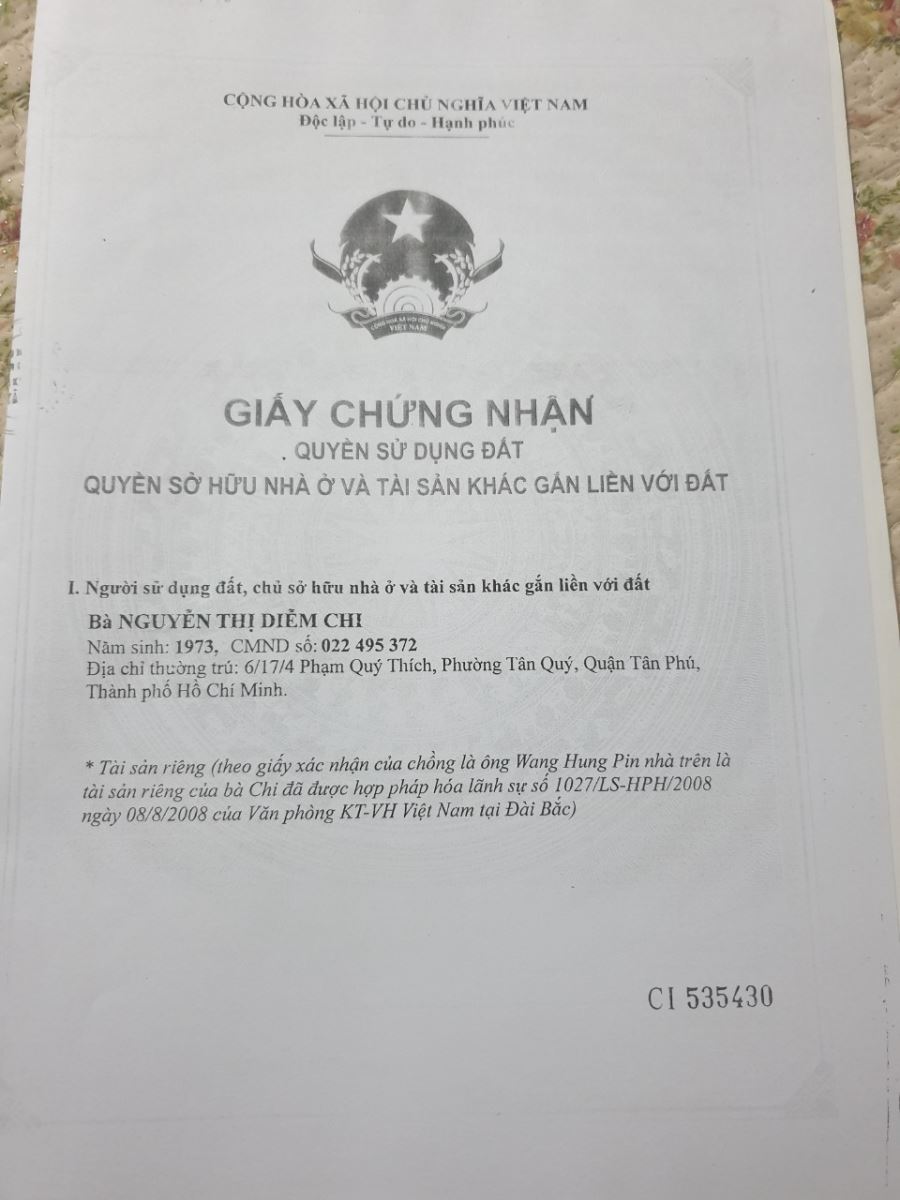 CỘNG HÒA XÃ HỘI CHỦ NGHĨA VIỆT NAM
Độc lập - Tự do - Hạnh phúc
CỘNG HÒA XÃ HỘI CHỦ NGHĨA
VIỆT NAM
GIẤY CHỨNG NHẬN
QUYỀN SỬ DỤNG ĐẤT
QUYỀN SỞ HỮU NHÀ Ở VÀ TÀI SẢN KHÁC GẮN LIỀN VỚI ĐẤT
I. Người sử dụng đất, chủ sở hữu nhà ở và tài sản khác gắn liền với đất
Bà NGUYỄN THỊ DIỄM CHI
Năm sinh: 1973, CMND số: 022 495 372
Địa chỉ thường trú: 6/17/4 Phạm Quý Thích, Phường Tân Quý, Quận Tân Phú,
Thành phố Hồ Chí Minh.
* Tài sản riêng (theo giấy xác nhận của chồng là ông Wang Hung Pin nhà trên là
tài sản riêng của bà Chi đã được hợp pháp hóa lãnh sự số 1027/LS-HPH/2008
ngày 08/8/2008 của Văn phòng KT-VH Việt Nam tại Đài Bắc)
CI 535430